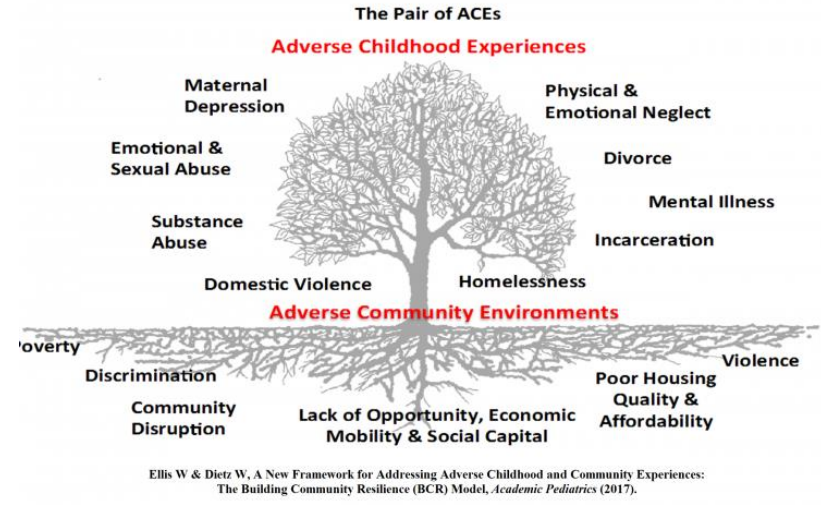 The Pair of ACEs
Adverse Childhood Experiences
Maternal
Depression
Physical &
Emotional Neglect
Emotional &
Sexual Abuse
Divorce
Mental Illness
Substance
Abuse
Incarceration
Domestic Violence
Homelessness
Adverse Community Environments
overty
Discrimination
Violence
Community
Disruption
Lack of Opportunity, Economic
Mobility & Social Capital
Poor Housing
Quality &
Affordability
Ellis W & Dietz W, A New Framework for Addressing Adverse Childhood and Community Experiences:
The Building Community Resilience (BCR) Model, Academic Pediatrics (2017).